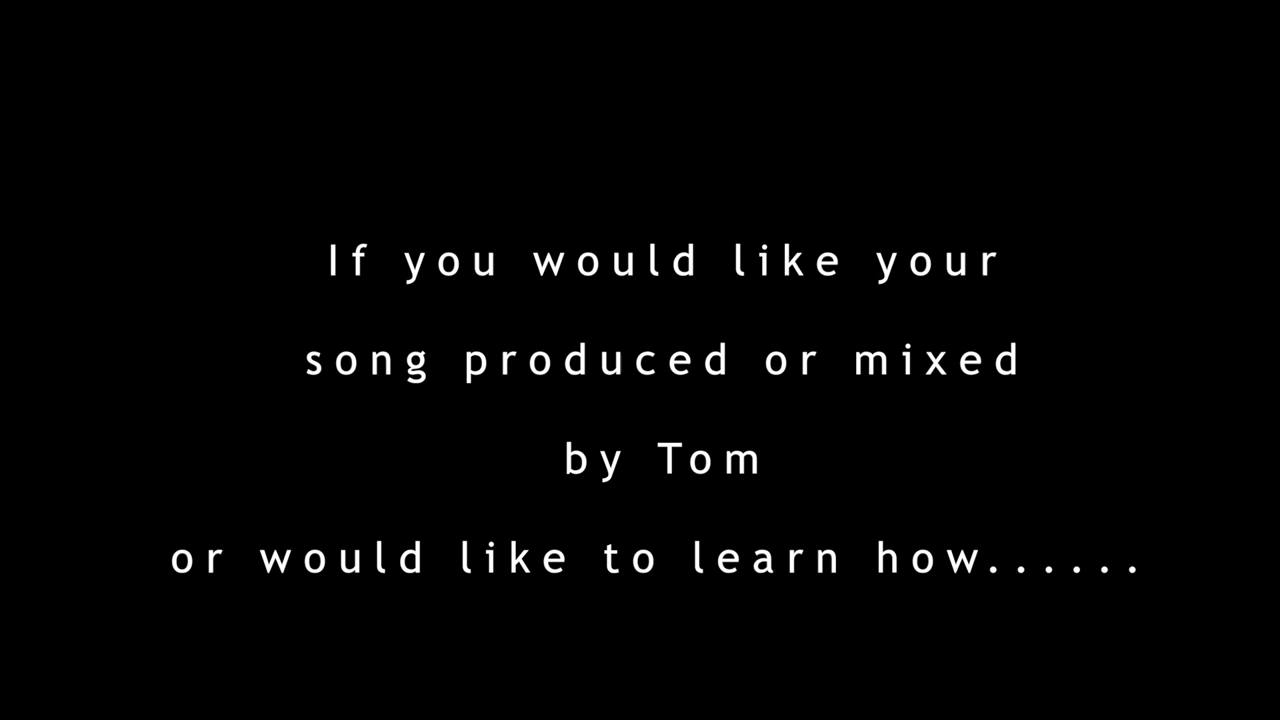 If you would like your
song produced or mixed
by Tom
or would like to learn how......